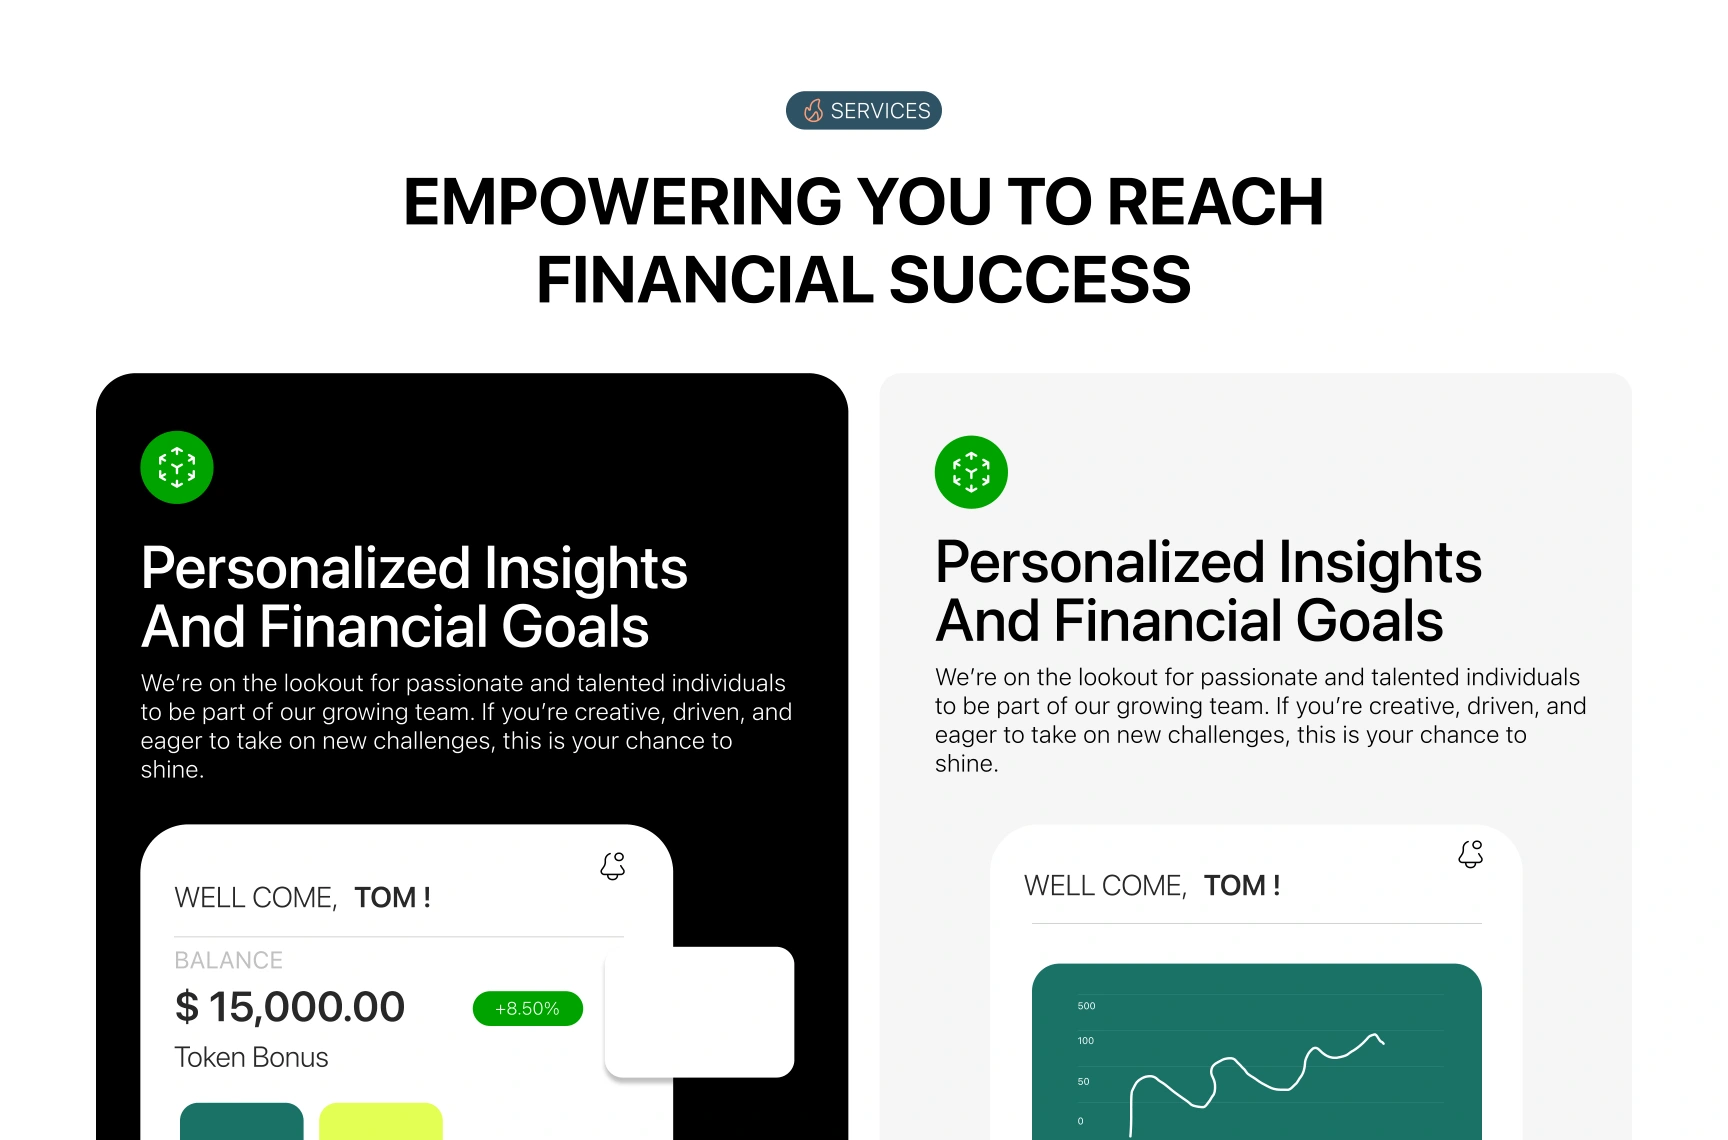 SERVICES
EMPOWERING YOU TO REACH
FINANCIAL SUCCESS
Personalized Insights
And Financial Goals
We’re on the lookout for passionate and talented individuals
to be part of our growing team. If you’re creative, driven, and
eager to take on new challenges, this is your chance to
shine.
WELL COME, TOM !
BALANCE
$ 15,000.00
+8.50%
Token Bonus
Personalized Insights
And Financial Goals
We’re on the lookout for passionate and talented individuals
to be part of our growing team. If you’re creative, driven, and
eager to take on new challenges, this is your chance to
shine.
WELL COME, TOM !
500
100
50
0